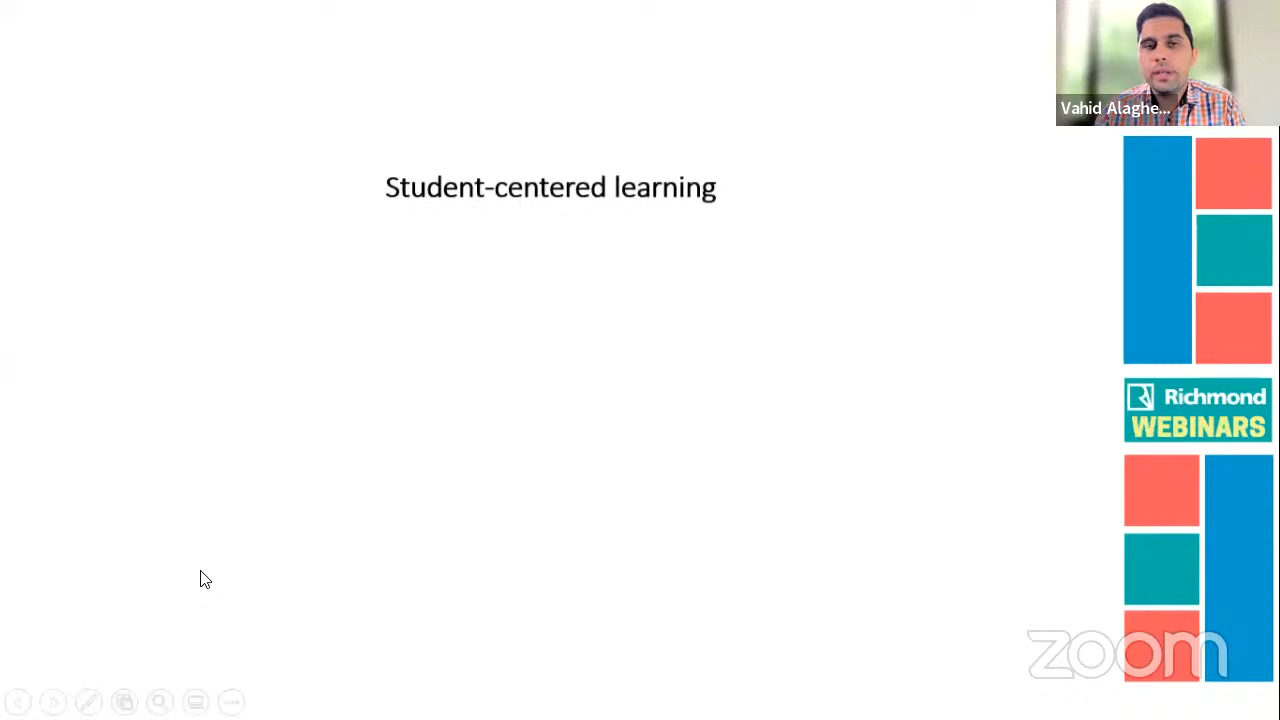 Vahid Alaghe...
Student-centered learning
Richmond
WEBINARS
zoom